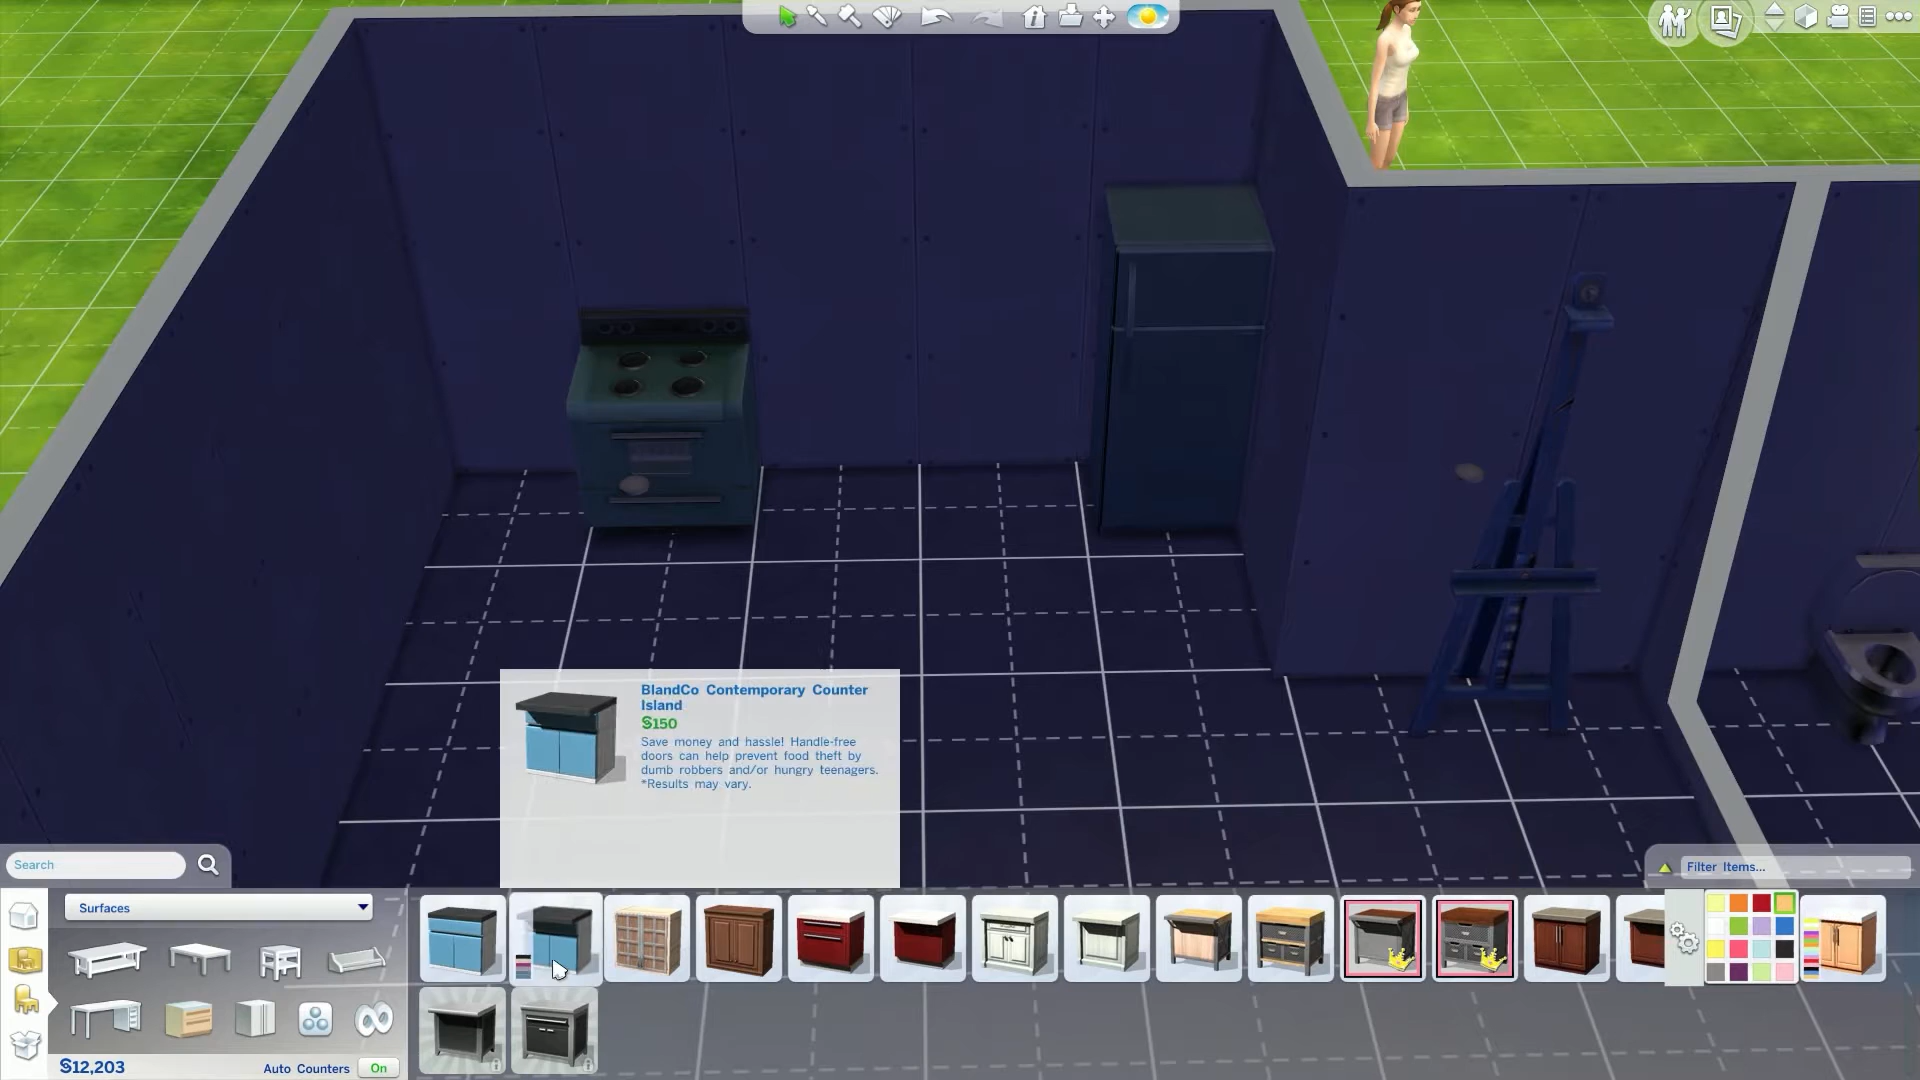 BlandCo Contemporary Counter
Island
§150
Save money and hassle! Handle-free
doors can help prevent food theft by
dumb robbers and/or hungry teenagers.
*Results may vary.
Search
Filter Items...
Surfaces
§12,203
Auto Counters
On